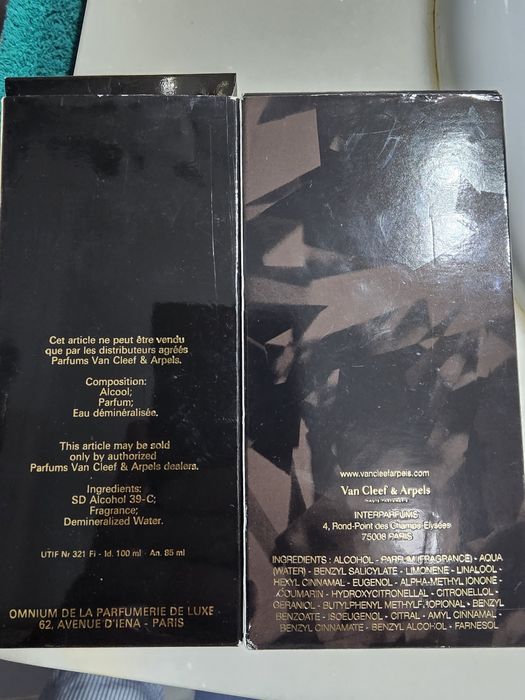 Cet article ne peut être vendu
que par les distributeurs agréés
Parfums Van Cleef & Arpels.
Composition:
Alcool;
Parfum;
Eau déminéralisée.
This article may be sold
only by authorized
Parfums Van Cleef & Arpels dealers.
Ingredients:
SD Alcohol 39-C;
Fragrance;
Demineralized Water.
UTIF Nr 321 Fi - Id. 100 ml - An. 85 ml
OMNIUM DE LA PARFUMERIE DE LUXE
62, AVENUE D'IENA - PARIS
www.vancleefarpels.com
Van Cleef & Arpels
HAUTE PARFUMERIE
INTERPARFUMS
4, Rond-Point des Champs-Elysées
75008 PARIS
INGREDIENTS : ALCOHOL - PARFUM (FRAGRANCE) - AQUA
(WATER) - BENZYL SALICYLATE - LIMONENE - LINALOOL -
HEXYL CINNAMAL - EUGENOL - ALPHA-METHYL IONONE -
COUMARIN - HYDROXYCITRONELLAL - CITRONELLOL -
GERANIOL - BUTYLPHENYL METHYLPROPIONAL - BENZYL
BENZOATE - ISOEUGENOL - CITRAL - AMYL CINNAMAL -
BENZYL CINNAMATE - BENZYL ALCOHOL - FARNESOL